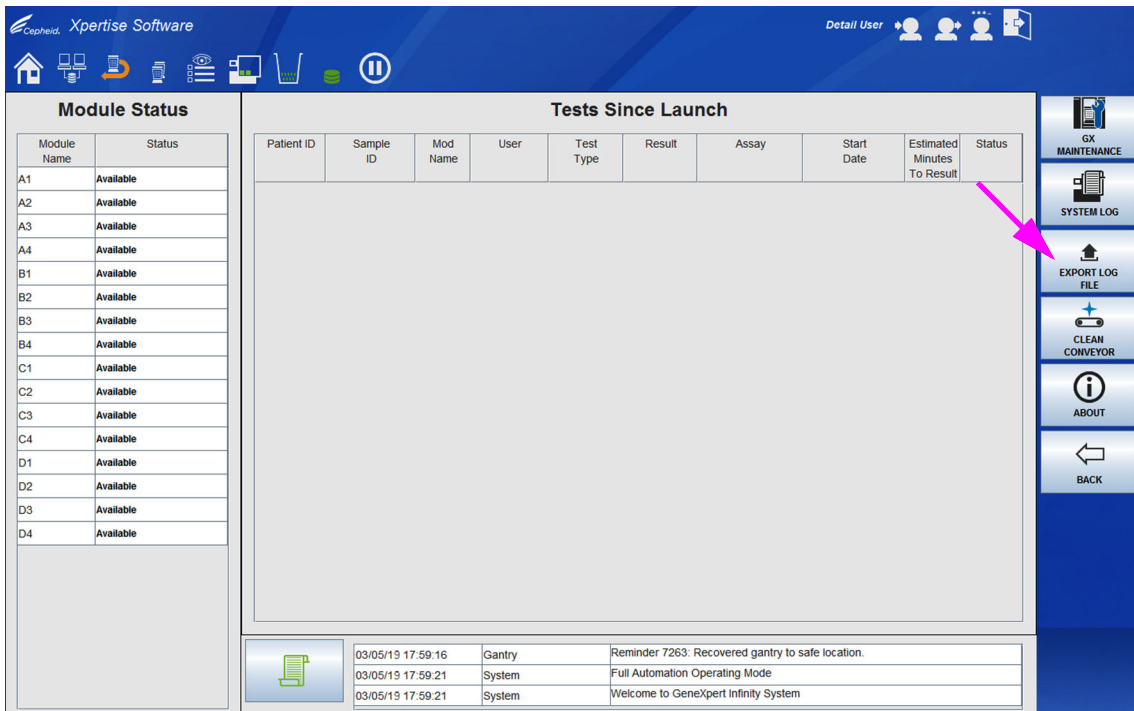 Cepheid. Xpertise Software
Detail User
Module Status
Module Name
Status
A1 Available
A2 Available
A3 Available
A4 Available
B1 Available
B2 Available
B3 Available
B4 Available
C1 Available
C2 Available
C3 Available
C4 Available
D1 Available
D2 Available
D3 Available
D4 Available
Tests Since Launch
Patient ID
Sample ID
Mod Name
User
Test Type
Result
Assay
Start Date
Estimated Minutes To Result
Status
03/05/19 17:59:16 Gantry Reminder 7263: Recovered gantry to safe location.
03/05/19 17:59:21 System Full Automation Operating Mode
03/05/19 17:59:21 System Welcome to GeneXpert Infinity System
GX
MAINTENANCE
SYSTEM LOG
EXPORT LOG
FILE
CLEAN
CONVEYOR
ABOUT
BACK